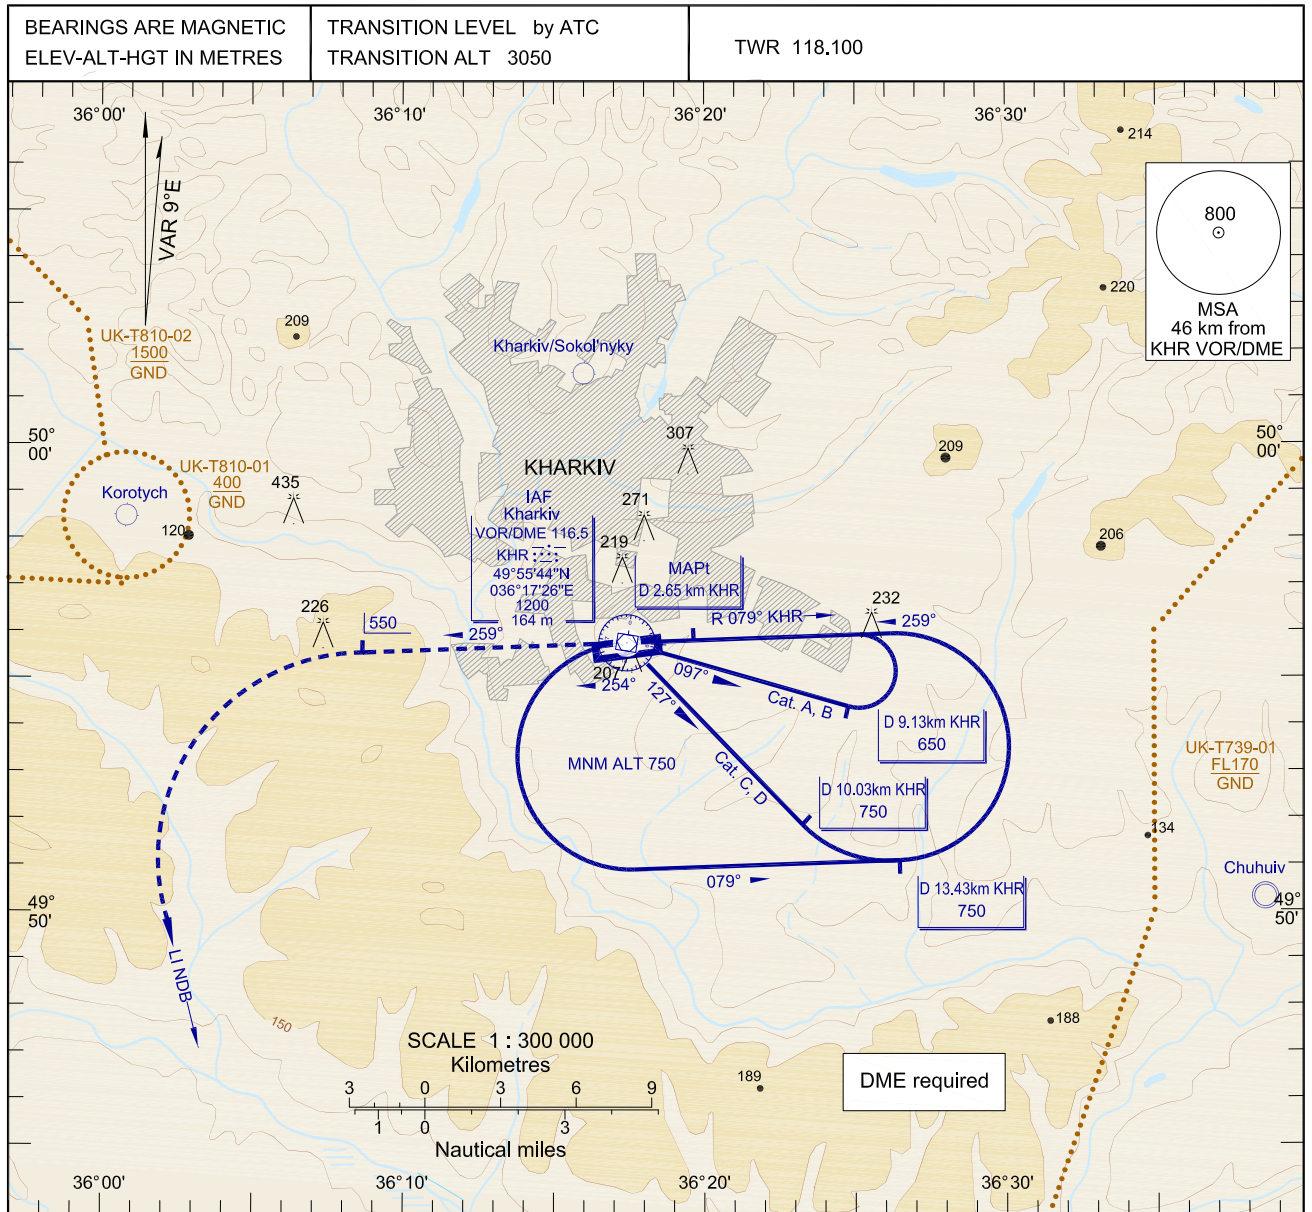 BEARINGS ARE MAGNETIC
ELEV-ALT-HGT IN METRES
TRANSITION LEVEL by ATC
TRANSITION ALT 3050
TWR 118.100
36°00'
36°10'
36°20'
36°30'
214
VAR 9°E
800
MSA
46 km from
KHR VOR/DME
220
209
UK-T810-02
1500
GND
Kharkiv/Sokol'nyky
50°
00'
307
50°
00'
209
KHARKIV
UK-T810-01
400
GND
435
Korotych
120
IAF
Kharkiv
VOR/DME 116.5
KHR
49°55'44"N
036°17'26"E
1200
164 m
271
219
206
MAPt
D 2.65 km KHR
226
550
259°
R 079° KHR
232
259°
207
254°
097°
127°
Cat. A, B
D 9.13km KHR
650
MNM ALT 750
Cat. C, D
D 10.03km KHR
750
UK-T739-01
FL170
GND
134
079°
D 13.43km KHR
750
Chuhuiv
49°
50'
49°
50'
LI NDB
150
188
SCALE 1 : 300 000
Kilometres
3 0 3 6 9
1 0 3
Nautical miles
189
DME required
36°00'
36°10'
36°20'
36°30'